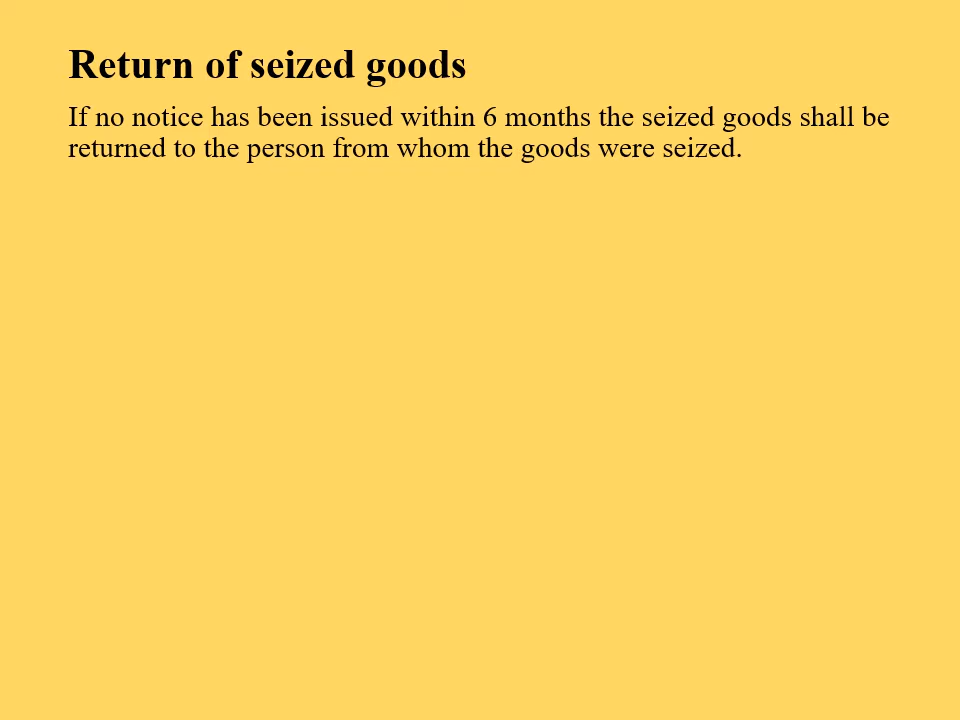 Return of seized goods
If no notice has been issued within 6 months the seized goods shall be
returned to the person from whom the goods were seized.